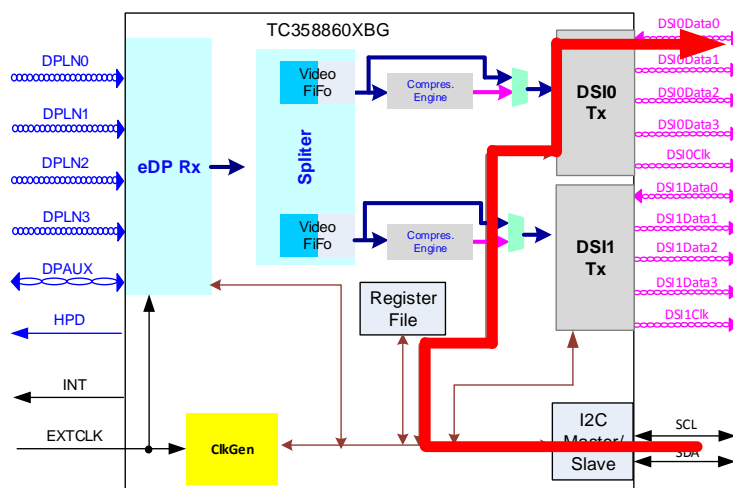 TC358860XBG
DPLN0
DPLN1
DPLN2
DPLN3
DPAUX
HPD
INT
EXTCLK
eDP Rx
Spliter
Video
FiFo
Compres.
Engine
Video
FiFo
Compres.
Engine
Register
File
ClkGen
DSI0
Tx
DSI1
Tx
I2C
Master/
Slave
DSI0Data0
DSI0Data1
DSI0Data2
DSI0Data3
DSI0Clk
DSI1Data0
DSI1Data1
DSI1Data2
DSI1Data3
DSI1Clk
SCL
SDA